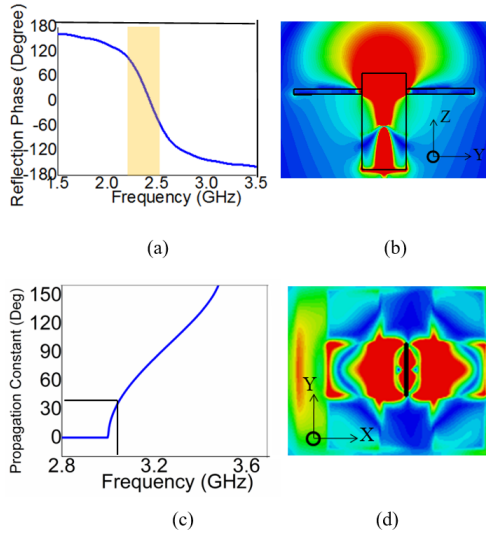 Reflection Phase (Degree)
180
120
60
0
-60
-120
-180
1.5
2.0
2.5
3.0
3.5
Frequency (GHz)
(a)
Z
Y
(b)
Propagation Constant (Deg)
150
120
90
60
30
0
2.8
3.2
3.6
Frequency (GHz)
(c)
Y
X
(d)